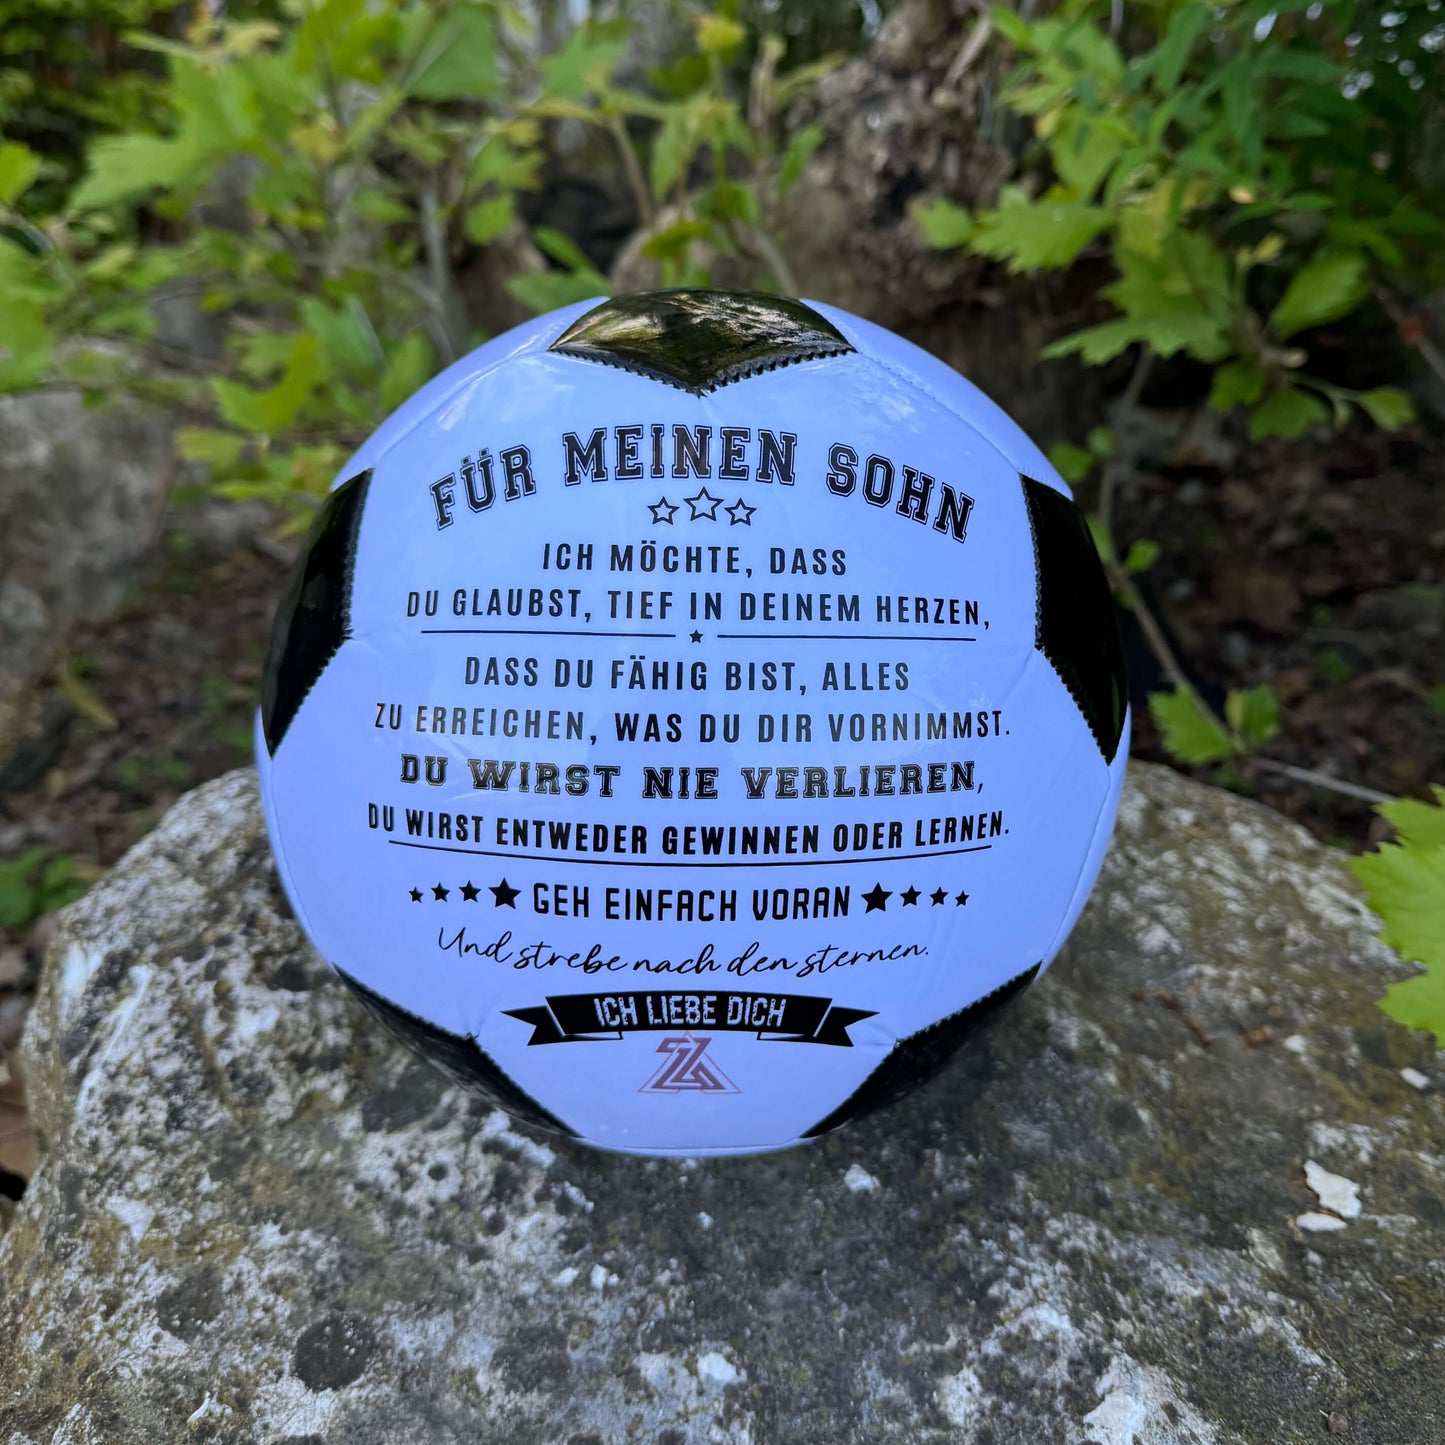 FÜR MEINEN SOHN
ICH MÖCHTE, DASS
DU GLAUBST, TIEF IN DEINEM HERZEN,
DASS DU FÄHIG BIST, ALLES
ZU ERREICHEN, WAS DU DIR VORNIMMST.
DU WIRST NIE VERLIEREN,
DU WIRST ENTWEDER GEWINNEN ODER LERNEN.
GEH EINFACH VORAN
Und strebe nach den sternen.
ICH LIEBE DICH